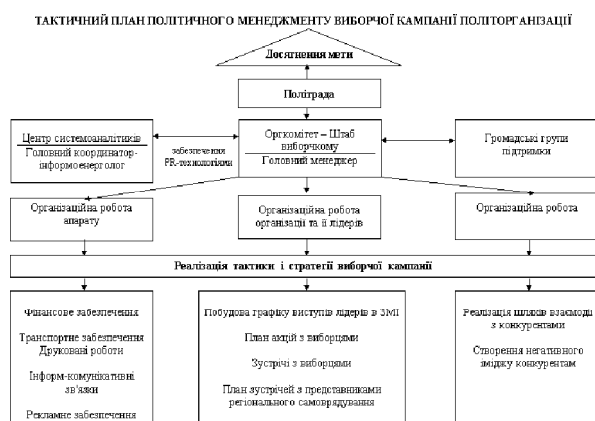 ТАКТИЧНИЙ ПЛАН ПОЛІТИЧНОГО МЕНЕДЖМЕНТУ ВИБОРЧОЇ КАМПАНІЇ ПОЛІТОРГАНІЗАЦІЇ
Досягнення мети
Політрада
Центр системоаналітиків
Головний координатор-
інформоенерголог
забезпечення
PR-технологіями
Оргкомітет – Штаб
виборчкому
Головний менеджер
Громадські групи
підтримки
Організаційна робота
апарату
Організаційна робота
організації та її лідерів
Організаційна робота
Реалізація тактики і стратегії виборчої кампанії
Фінансове забезпечення
Транспортне забезпечення
Друковані роботи
Інформ-комунікативні
зв'язки
Рекламне забезпечення
Побудова графіку виступів лідерів в ЗМІ
План акцій з виборцями
Зустрічі з виборцями
План зустрічей з представниками
регіонального самоврядування
Реалізація шляхів взаємодії
з конкурентами
Створення негативного
іміджу конкурентам